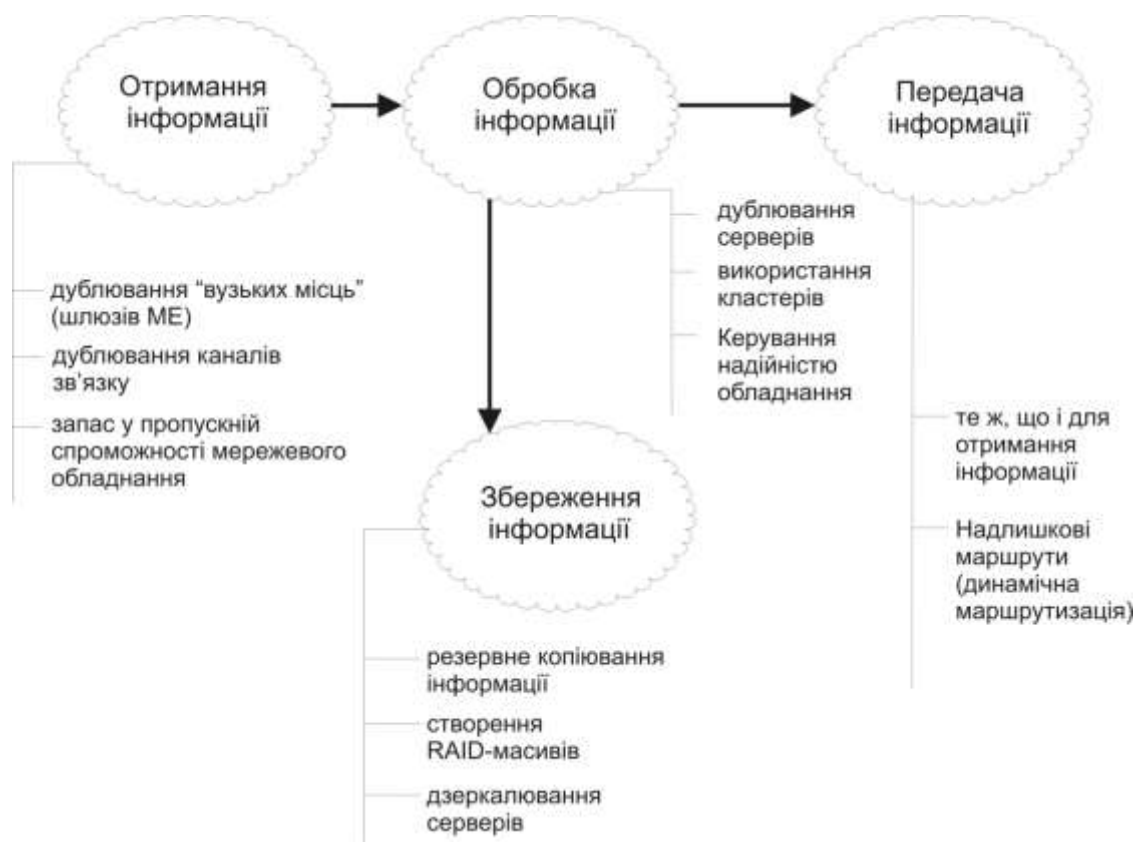 Отримання
інформації
Обробка
інформації
Передача
інформації
дублювання “вузьких місць”
(шлюзів МЕ)
дублювання каналів
зв’язку
запас у пропускній
спроможності мережевого
обладнання
дублювання
серверів
використання
кластерів
Керування
надійністю
обладнання
те ж, що і для
отримання
інформації
Надлишкові
маршрути
(динамічна
маршрутизація)
Збереження
інформації
резервне копіювання
інформації
створення
RAID-масивів
дзеркалювання
серверів